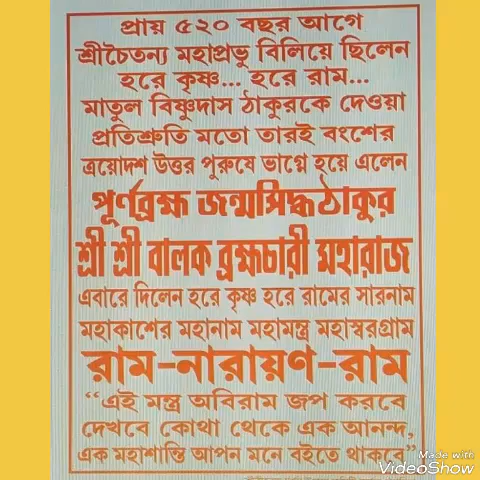 প্রায় ৫২০ বছর আগে
শ্রীচৈতন্য মহাপ্রভু বিলিয়ে ছিলেন
হরে কৃষ্ণ... হরে রাম...
মাতুল বিষ্ণুদাস ঠাকুরকে দেওয়া
প্রতিশ্রুতি মতো তারই বংশের
ত্রয়োদশ উত্তর পুরুষে ভাগ্নে হয়ে এলেন
পূর্ণব্রহ্ম জন্মসিদ্ধ ঠাকুর
শ্রী শ্রী বালক ব্রহ্মচারী মহারাজ
এবারে দিলেন হরে কৃষ্ণ হরে রামের সারনাম
মহাকাশের মহানাম মহামন্ত্র মহাস্বরগ্রাম
রাম-নারায়ণ-রাম
“এই মন্ত্র অবিরাম জপ করবে
দেখবে কোথা থেকে এক আনন্দ,
এক মহাশান্তি আপন মনে বইতে থাকবে”
Made with
VideoShow